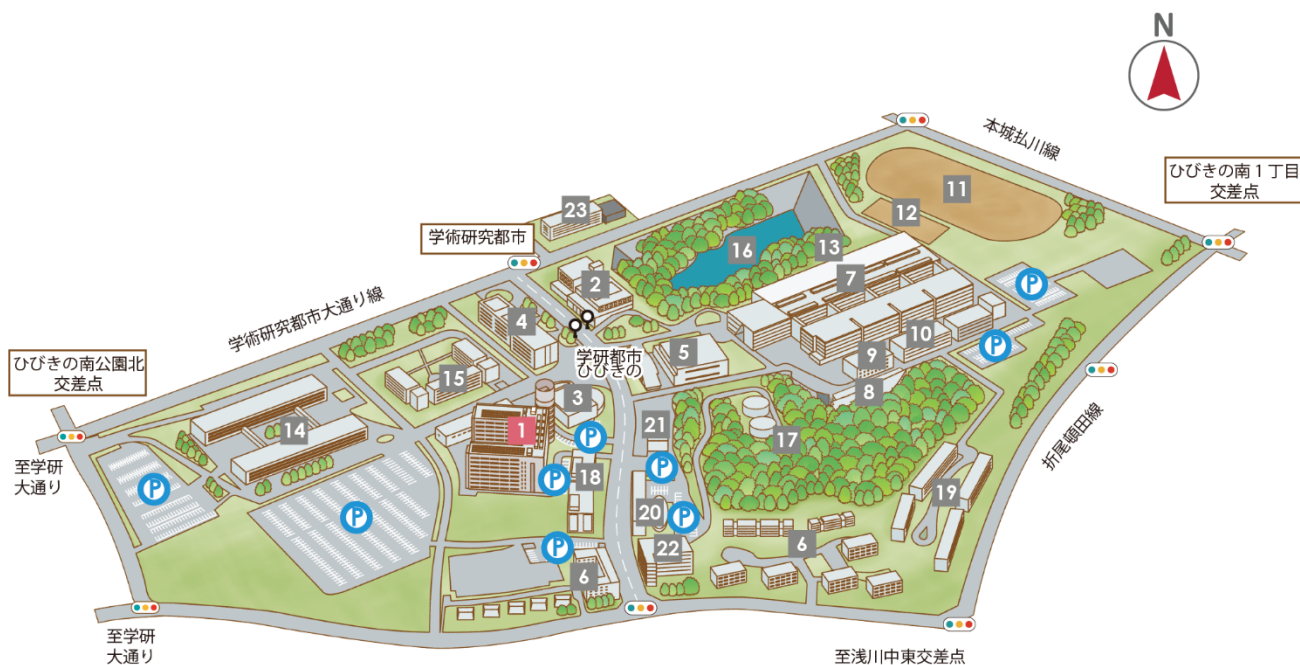 N
本城払川線
ひびきの南1丁目
交差点
11
12
23
学術研究都市
13
16
7
2
学術研究都市大通り線
4
P
10
学研都市
ひびきの
5
P
9
ひびきの南公園北
交差点
15
8
3
折尾頓田線
1
14
P
21
17
至学研
大通り
P
P
P
18
19
P
20
P
22
P
6
6
至学研
大通り
至浅川中東交差点